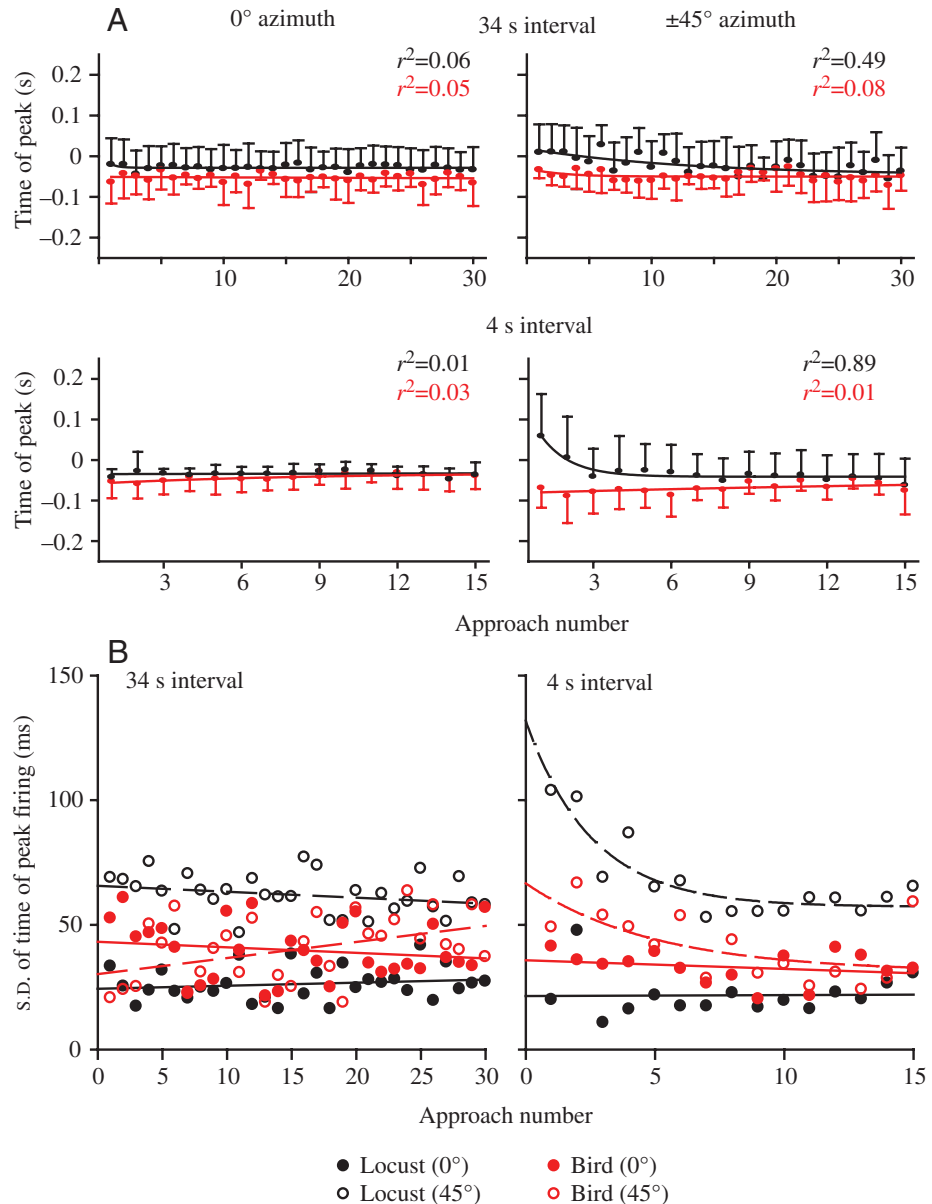 A
0° azimuth
34 s interval
±45° azimuth
r²=0.06
r²=0.05
r²=0.49
r²=0.08
Time of peak (s)
0.2
0.1
0
–0.1
–0.2
10
20
30
10
20
30
4 s interval
r²=0.01
r²=0.03
r²=0.89
r²=0.01
Time of peak (s)
0.2
0.1
0
–0.1
–0.2
3
6
9
12
15
3
6
9
12
15
Approach number
B
34 s interval
4 s interval
S.D. of time of peak firing (ms)
150
100
50
0
0
5
10
15
20
25
30
0
5
10
15
Approach number
Locust (0°)
Bird (0°)
Locust (45°)
Bird (45°)